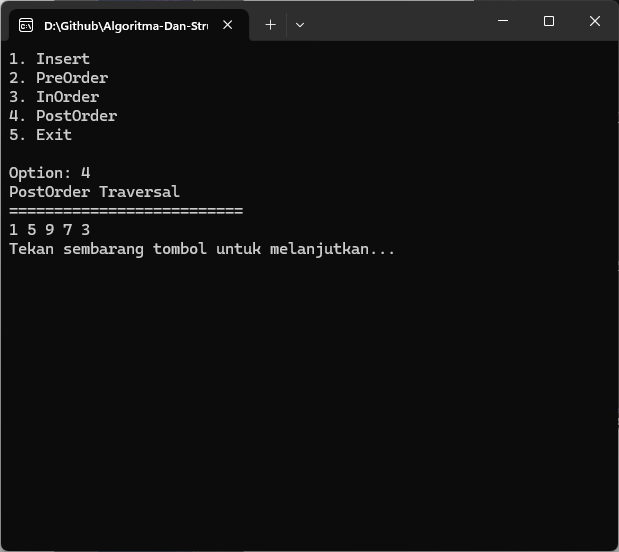 D:\Github\Algoritma-Dan-Stru
1. Insert
2. PreOrder
3. InOrder
4. PostOrder
5. Exit
Option: 4
PostOrder Traversal
==========================
1 5 9 7 3
Tekan sembarang tombol untuk melanjutkan...